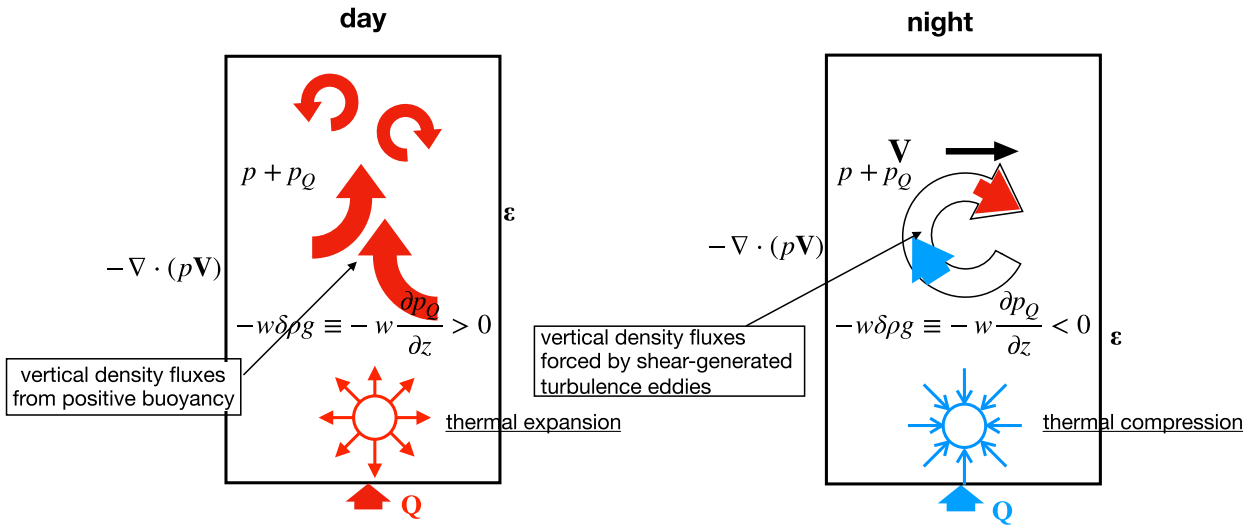 day
p + p_Q
ε
−∇ · (pV)
−wδρg ≡ − w ∂p_Q/∂z > 0
vertical density fluxes
from positive buoyancy
thermal expansion
Q
night
V
p + p_Q
−∇ · (pV)
−wδρg ≡ − w ∂p_Q/∂z < 0
ε
vertical density fluxes
forced by shear-generated
turbulence eddies
thermal compression
Q